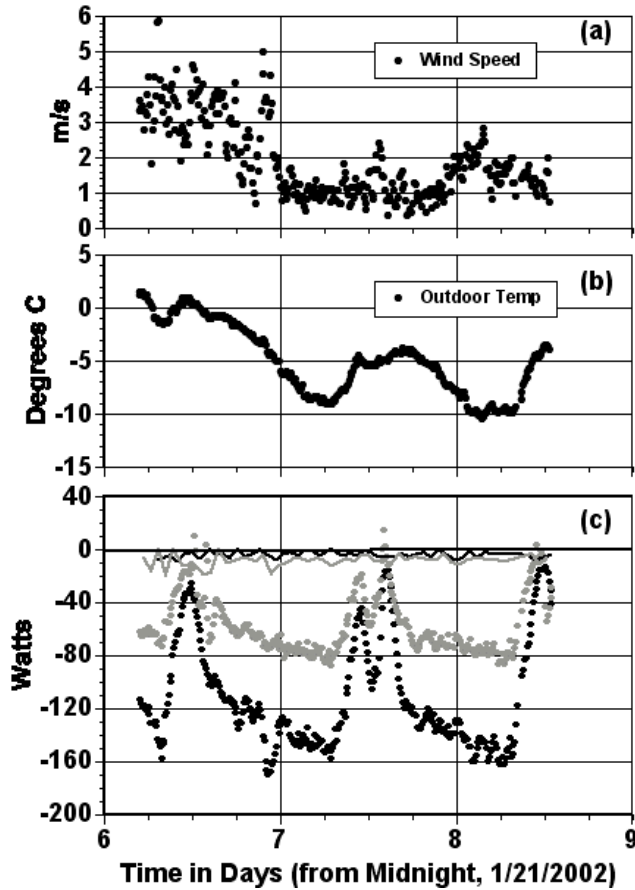 6
(a)
Wind Speed
5
4
m/s
3
2
1
0
5
(b)
Outdoor Temp
0
Degrees C
-5
-10
-15
40
(c)
0
-40
Watts
-80
-120
-160
-200
6 7 8 9
Time in Days (from Midnight, 1/21/2002)